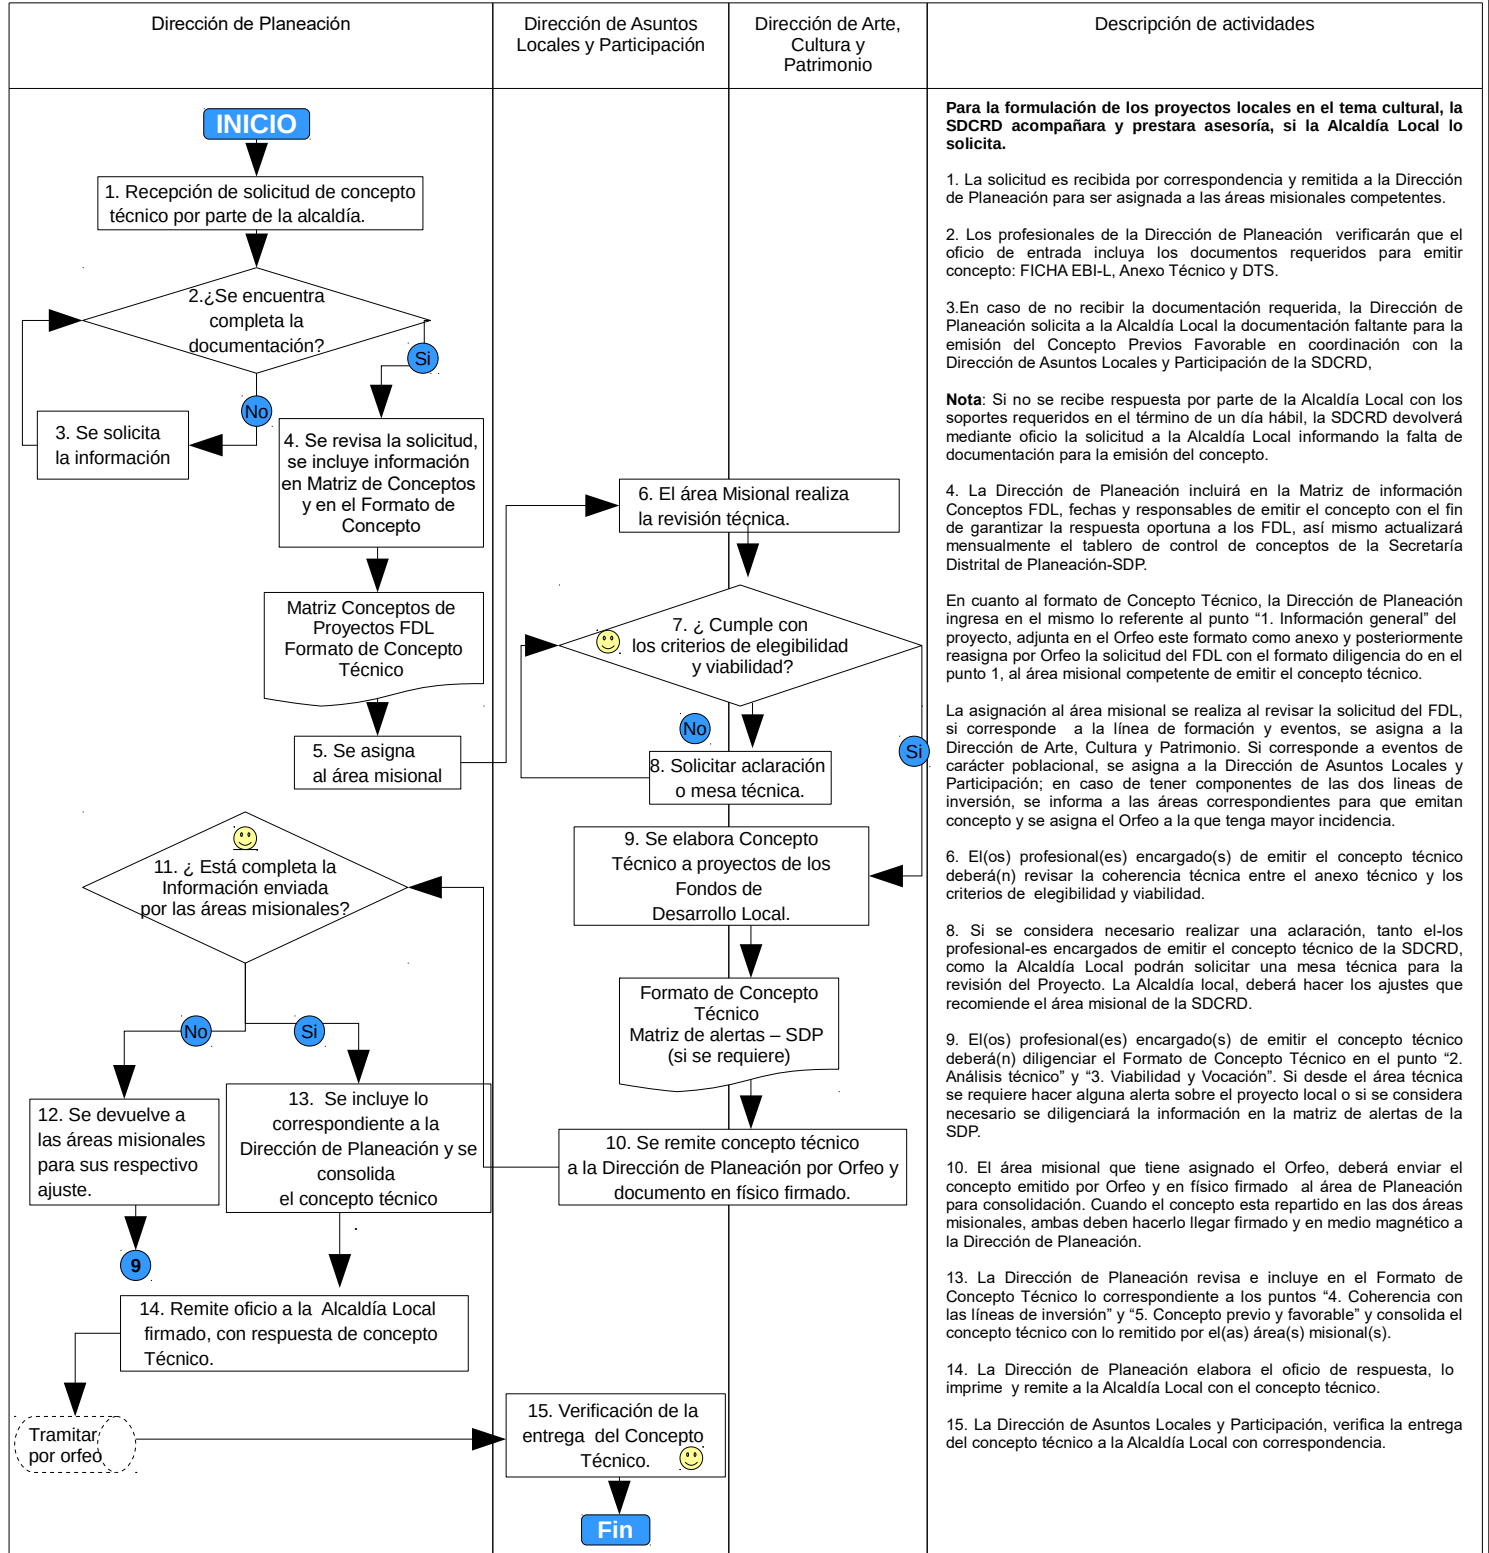 Dirección de Planeación
Dirección de Asuntos
Locales y Participación
Dirección de Arte,
Cultura y
Patrimonio
Descripción de actividades
INICIO
1. Recepción de solicitud de concepto
técnico por parte de la alcaldía.
2.¿Se encuentra
completa la
documentación?
Si
No
3. Se solicita
la información
4. Se revisa la solicitud,
se incluye información
en Matriz de Conceptos
y en el Formato de
Concepto
Matriz Conceptos de
Proyectos FDL
Formato de Concepto
Técnico
5. Se asigna
al área misional
6. El área Misional realiza
la revisión técnica.
7. ¿ Cumple con
los criterios de elegibilidad
y viabilidad?
No
Si
8. Solicitar aclaración
o mesa técnica.
9. Se elabora Concepto
Técnico a proyectos de los
Fondos de
Desarrollo Local.
Formato de Concepto
Técnico
Matriz de alertas – SDP
(si se requiere)
10. Se remite concepto técnico
a la Dirección de Planeación por Orfeo y
documento en físico firmado.
11. ¿ Está completa la
Información enviada
por las áreas misionales?
No
Si
12. Se devuelve a
las áreas misionales
para sus respectivo
ajuste.
9
13. Se incluye lo
correspondiente a la
Dirección de Planeación y se
consolida
el concepto técnico
.
14. Remite oficio a la Alcaldía Local
firmado, con respuesta de concepto
Técnico.
Tramitar
por orfeo
15. Verificación de la
entrega del Concepto
Técnico.
Fin
Para la formulación de los proyectos locales en el tema cultural, la
SDCRD acompañara y prestara asesoría, si la Alcaldía Local lo
solicita.
1. La solicitud es recibida por correspondencia y remitida a la Dirección
de Planeación para ser asignada a las áreas misionales competentes.
2. Los profesionales de la Dirección de Planeación verificarán que el
oficio de entrada incluya los documentos requeridos para emitir
concepto: FICHA EBI-L, Anexo Técnico y DTS.
3.En caso de no recibir la documentación requerida, la Dirección de
Planeación solicita a la Alcaldía Local la documentación faltante para la
emisión del Concepto Previos Favorable en coordinación con la
Dirección de Asuntos Locales y Participación de la SDCRD,
Nota: Si no se recibe respuesta por parte de la Alcaldía Local con los
soportes requeridos en el término de un día hábil, la SDCRD devolverá
mediante oficio la solicitud a la Alcaldía Local informando la falta de
documentación para la emisión del concepto.
4. La Dirección de Planeación incluirá en la Matriz de información
Conceptos FDL, fechas y responsables de emitir el concepto con el fin
de garantizar la respuesta oportuna a los FDL, así mismo actualizará
mensualmente el tablero de control de conceptos de la Secretaría
Distrital de Planeación-SDP.
En cuanto al formato de Concepto Técnico, la Dirección de Planeación
ingresa en el mismo lo referente al punto “1. Información general” del
proyecto, adjunta en el Orfeo este formato como anexo y posteriormente
reasigna por Orfeo la solicitud del FDL con el formato diligencia do en el
punto 1, al área misional competente de emitir el concepto técnico.
La asignación al área misional se realiza al revisar la solicitud del FDL,
si corresponde a la línea de formación y eventos, se asigna a la
Dirección de Arte, Cultura y Patrimonio. Si corresponde a eventos de
carácter poblacional, se asigna a la Dirección de Asuntos Locales y
Participación; en caso de tener componentes de las dos lineas de
inversión, se informa a las áreas correspondientes para que emitan
concepto y se asigna el Orfeo a la que tenga mayor incidencia.
6. El(os) profesional(es) encargado(s) de emitir el concepto técnico
deberá(n) revisar la coherencia técnica entre el anexo técnico y los
criterios de elegibilidad y viabilidad.
8. Si se considera necesario realizar una aclaración, tanto el-los
profesional-es encargados de emitir el concepto técnico de la SDCRD,
como la Alcaldía Local podrán solicitar una mesa técnica para la
revisión del Proyecto. La Alcaldía local, deberá hacer los ajustes que
recomiende el área misional de la SDCRD.
9. El(os) profesional(es) encargado(s) de emitir el concepto técnico
deberá(n) diligenciar el Formato de Concepto Técnico en el punto “2.
Análisis técnico” y “3. Viabilidad y Vocación”. Si desde el área técnica
se requiere hacer alguna alerta sobre el proyecto local o si se considera
necesario se diligenciará la información en la matriz de alertas de la
SDP.
10. El área misional que tiene asignado el Orfeo, deberá enviar el
concepto emitido por Orfeo y en físico firmado al área de Planeación
para consolidación. Cuando el concepto esta repartido en las dos áreas
misionales, ambas deben hacerlo llegar firmado y en medio magnético a
la Dirección de Planeación.
13. La Dirección de Planeación revisa e incluye en el Formato de
Concepto Técnico lo correspondiente a los puntos “4. Coherencia con
las líneas de inversión” y “5. Concepto previo y favorable” y consolida el
concepto técnico con lo remitido por el(as) área(s) misional(s).
14. La Dirección de Planeación elabora el oficio de respuesta, lo
imprime y remite a la Alcaldía Local con el concepto técnico.
15. La Dirección de Asuntos Locales y Participación, verifica la entrega
del concepto técnico a la Alcaldía Local con correspondencia.